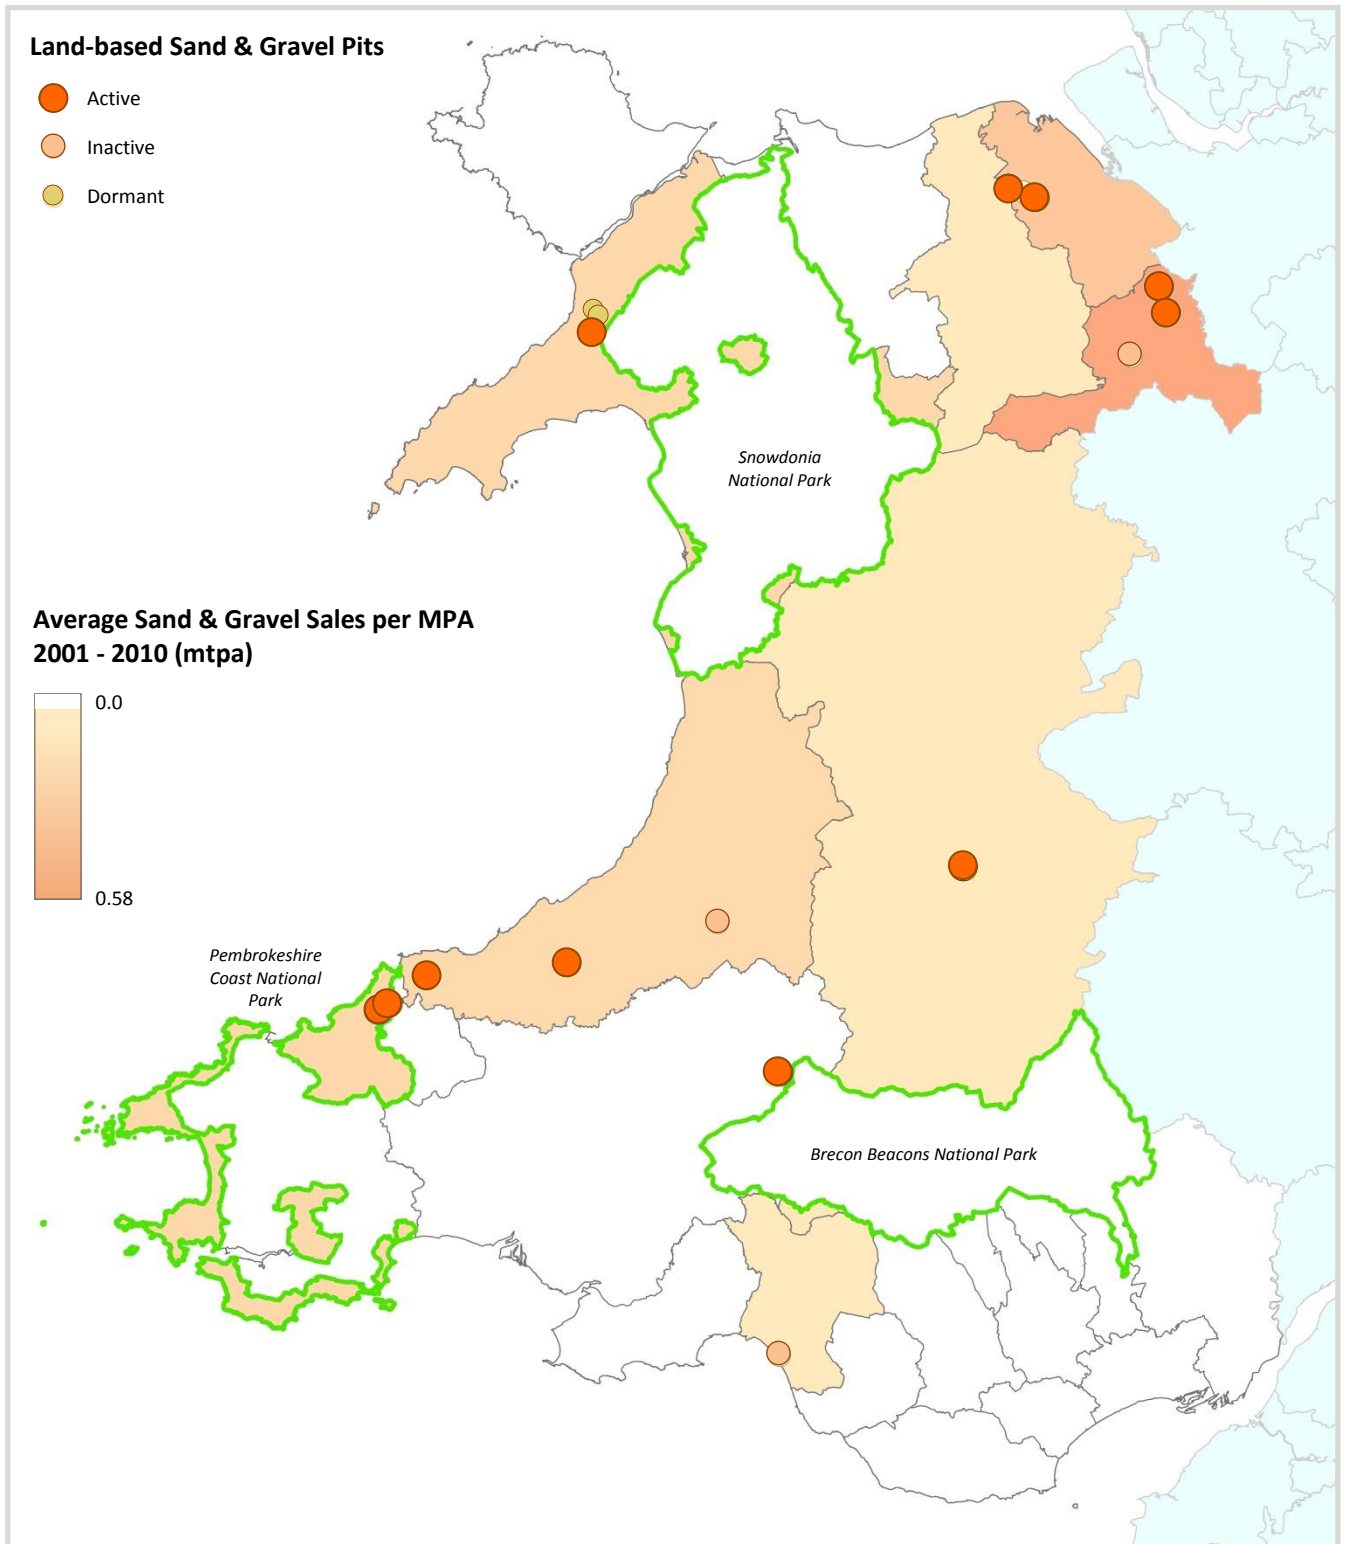 Land-based Sand & Gravel Pits
Active
Inactive
Dormant
Snowdonia
National Park
Average Sand & Gravel Sales per MPA
2001 - 2010 (mtpa)
0.0
0.58
Pembrokeshire
Coast National
Park
Brecon Beacons National Park